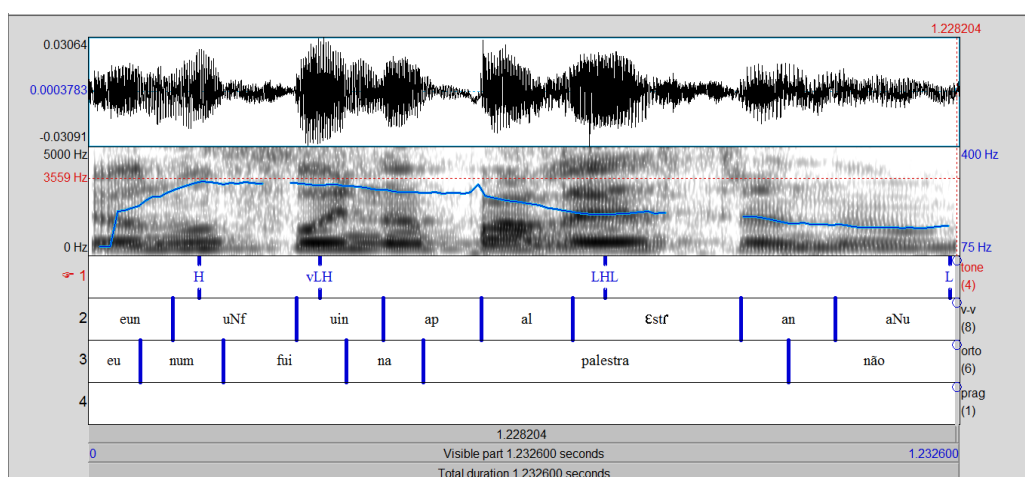 1.228204
0.03064
0.0003783
-0.03091
5000 Hz 400 Hz
3559 Hz
0 Hz 75 Hz
☞ 1 H vLH LHL L tone (4)
2 eun uNf uin ap al Ɛstɾ an aNu v-v (8)
3 eu num fui na palestra não orto (6)
4 prag (1)
1.228204
0 Visible part 1.232600 seconds 1.232600
Total duration 1.232600 seconds